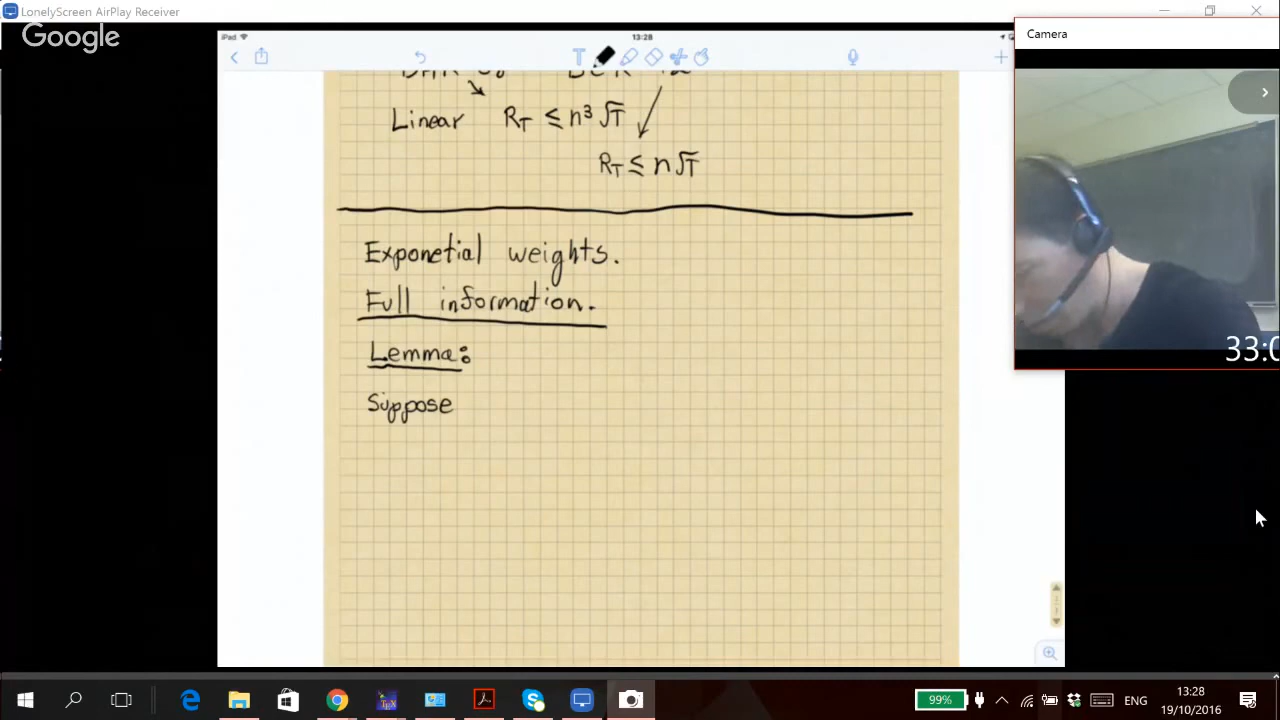 LonelyScreen AirPlay Receiver
Google
iPad
13:28
Camera
Linear R_T ≤ n³ √T
R_T ≤ n√T
Exponetial weights.
Full information.
Lemma:
Suppose
33:0
99%
ENG
13:28
19/10/2016